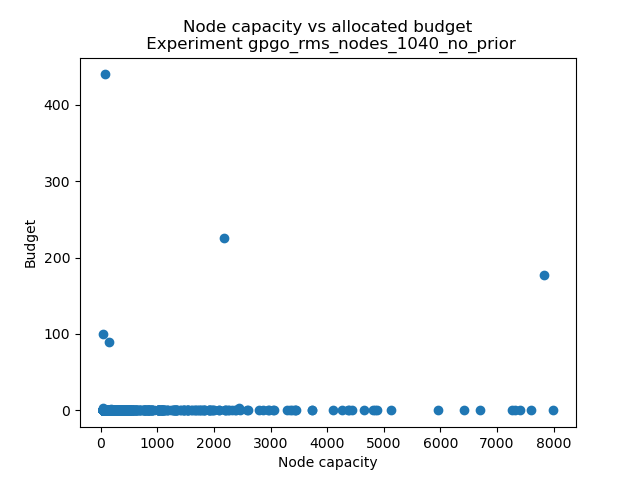 Node capacity vs allocated budget
Experiment gpgo_rms_nodes_1040_no_prior
400
300
200
100
0
Budget
0 1000 2000 3000 4000 5000 6000 7000 8000
Node capacity